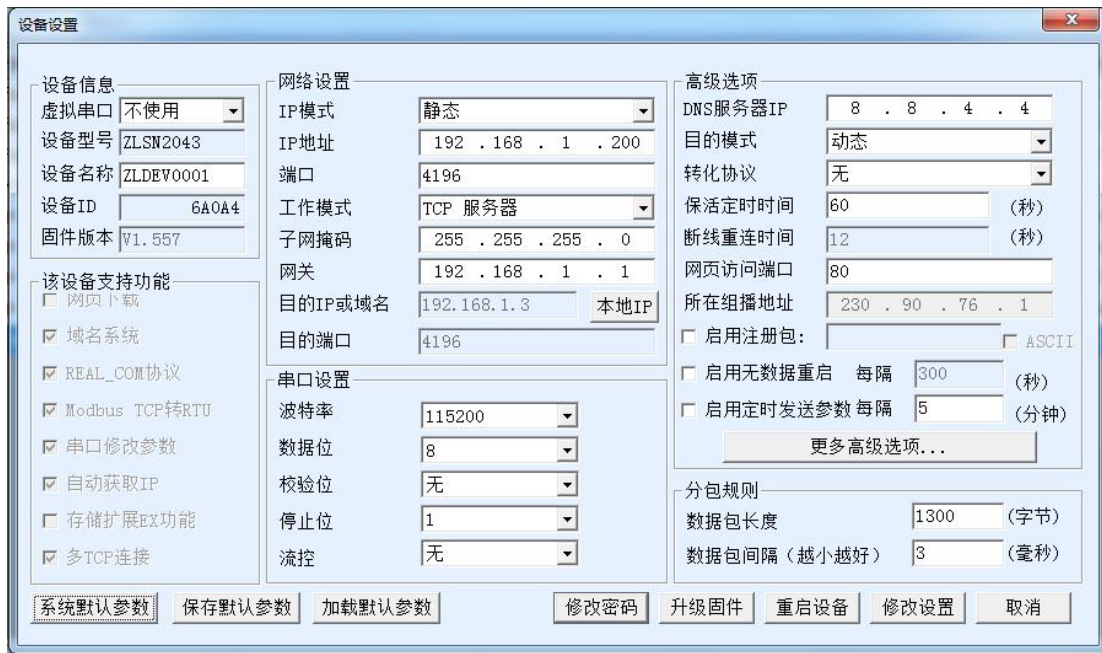 设备设置
设备信息
虚拟串口 不使用
设备型号 ZLSN2043
设备名称 ZLDEV0001
设备ID 6A0A4
固件版本 V1.557
该设备支持功能
网页下载
域名系统
REAL_COM协议
Modbus TCP转RTU
串口修改参数
自动获取IP
存储扩展EX功能
多TCP连接
网络设置
IP模式 静态
IP地址 192 . 168 . 1 . 200
端口 4196
工作模式 TCP 服务器
子网掩码 255 . 255 . 255 . 0
网关 192 . 168 . 1 . 1
目的IP或域名 192.168.1.3 本地IP
目的端口 4196
串口设置
波特率 115200
数据位 8
校验位 无
停止位 1
流控 无
高级选项
DNS服务器IP 8 . 8 . 4 . 4
目的模式 动态
转化协议 无
保活定时时间 60 (秒)
断线重连时间 12 (秒)
网页访问端口 80
所在组播地址 230 . 90 . 76 . 1
启用注册包: ASCII
启用无数据重启 每隔 300 (秒)
启用定时发送参数 每隔 5 (分钟)
更多高级选项...
分包规则
数据包长度 1300 (字节)
数据包间隔（越小越好） 3 (毫秒)
系统默认参数 保存默认参数 加载默认参数 修改密码 升级固件 重启设备 修改设置 取消